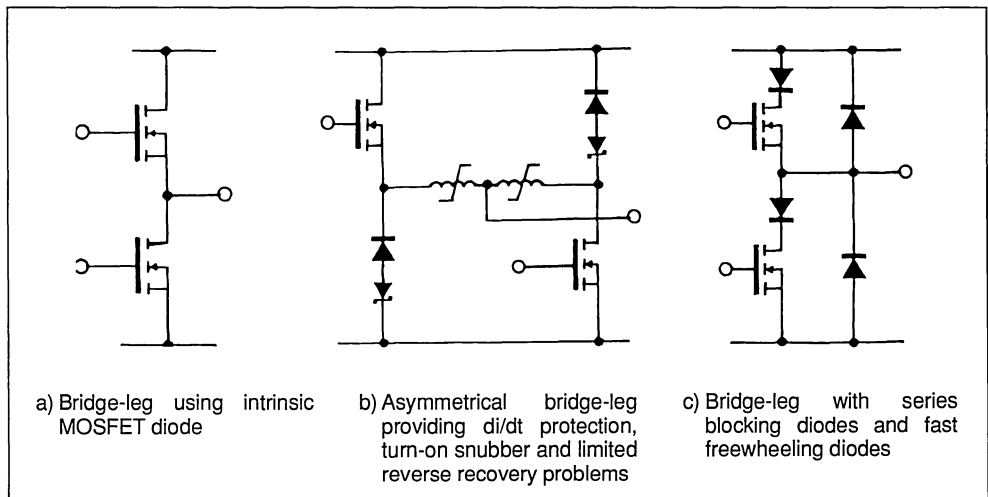 a) Bridge-leg using intrinsic
MOSFET diode
b) Asymmetrical bridge-leg
providing di/dt protection,
turn-on snubber and limited
reverse recovery problems
c) Bridge-leg with series
blocking diodes and fast
freewheeling diodes